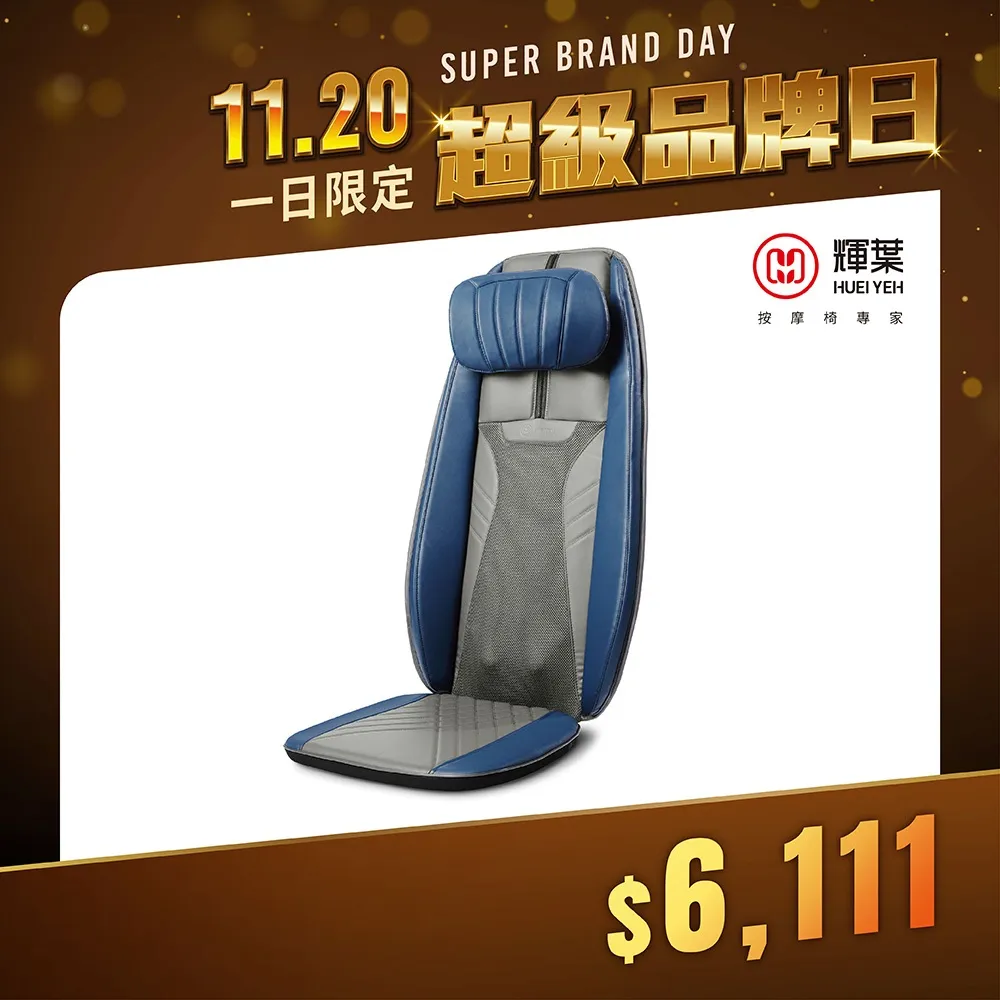 SUPER BRAND DAY
11.20
超級品牌日
一日限定
輝葉
HUEI YEH
按摩椅專家
$6,111